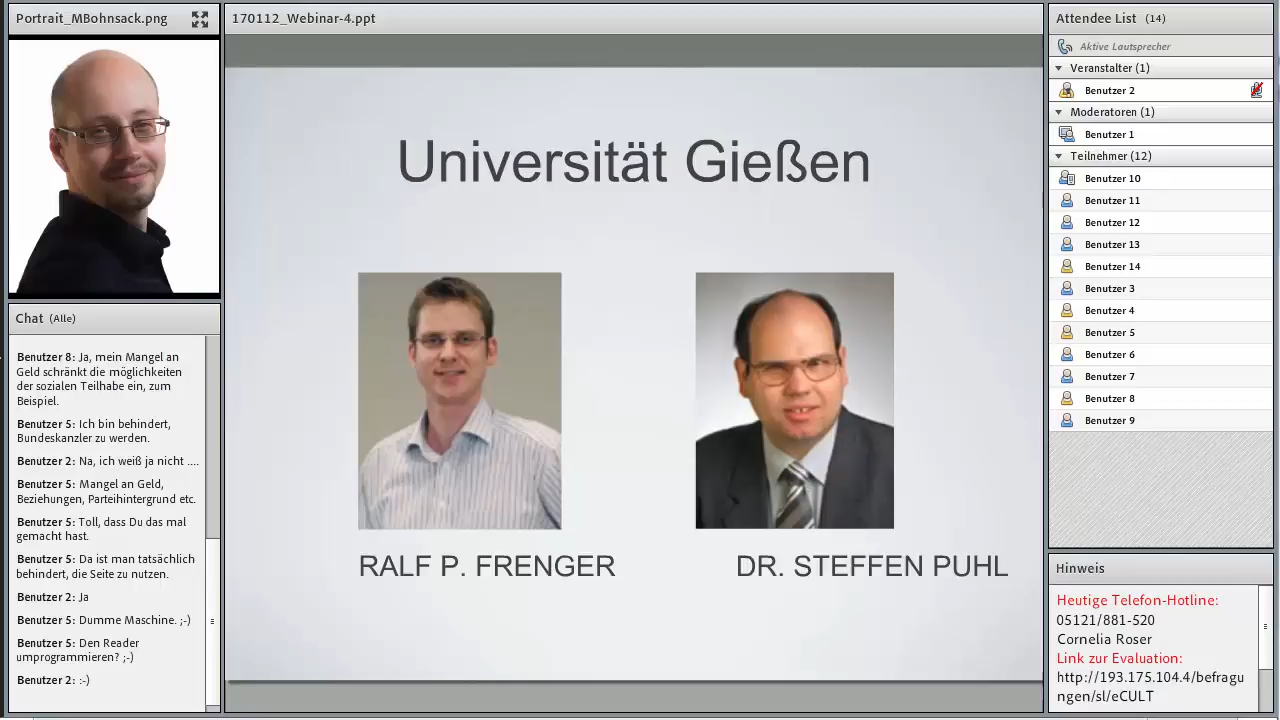 Portrait_MBohnsack.png
170112_Webinar-4.ppt
Attendee List (14)
Aktive Lautsprecher
Veranstalter (1)
Benutzer 2
Moderatoren (1)
Benutzer 1
Teilnehmer (12)
Benutzer 10
Benutzer 11
Benutzer 12
Benutzer 13
Benutzer 14
Benutzer 3
Benutzer 4
Benutzer 5
Benutzer 6
Benutzer 7
Benutzer 8
Benutzer 9
Universität Gießen
RALF P. FRENGER
DR. STEFFEN PUHL
Chat (Alle)
Benutzer 8: Ja, mein Mangel an
Geld schränkt die möglichkeiten
der sozialen Teilhabe ein, zum
Beispiel.
Benutzer 5: Ich bin behindert,
Bundeskanzler zu werden.
Benutzer 2: Na, ich weiß ja nicht ....
Benutzer 5: Mangel an Geld,
Beziehungen, Parteihintergrund etc.
Benutzer 5: Toll, dass Du das mal
gemacht hast.
Benutzer 5: Da ist man tatsächlich
behindert, die Seite zu nutzen.
Benutzer 2: Ja
Benutzer 5: Dumme Maschine. ;-)
Benutzer 5: Den Reader
umprogrammieren? ;-)
Benutzer 2: :-)
Hinweis
Heutige Telefon-Hotline:
05121/881-520
Cornelia Roser
Link zur Evaluation:
http://193.175.104.4/befragu
ngen/sl/eCULT